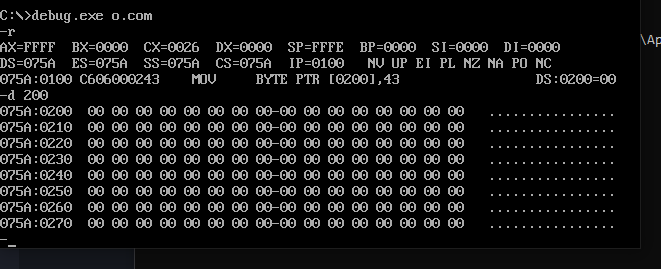 C:\>debug.exe o.com
-r
AX=FFFF  BX=0000  CX=0026  DX=0000  SP=FFFE  BP=0000  SI=0000  DI=0000
DS=075A  ES=075A  SS=075A  CS=075A  IP=0100   NV UP EI PL NZ NA PO NC
075A:0100 C606000243    MOV     BYTE PTR [0200],43                 DS:0200=00
-d 200
075A:0200  00 00 00 00 00 00 00 00-00 00 00 00 00 00 00 00   ................
075A:0210  00 00 00 00 00 00 00 00-00 00 00 00 00 00 00 00   ................
075A:0220  00 00 00 00 00 00 00 00-00 00 00 00 00 00 00 00   ................
075A:0230  00 00 00 00 00 00 00 00-00 00 00 00 00 00 00 00   ................
075A:0240  00 00 00 00 00 00 00 00-00 00 00 00 00 00 00 00   ................
075A:0250  00 00 00 00 00 00 00 00-00 00 00 00 00 00 00 00   ................
075A:0260  00 00 00 00 00 00 00 00-00 00 00 00 00 00 00 00   ................
075A:0270  00 00 00 00 00 00 00 00-00 00 00 00 00 00 00 00   ................
-_
\Ap